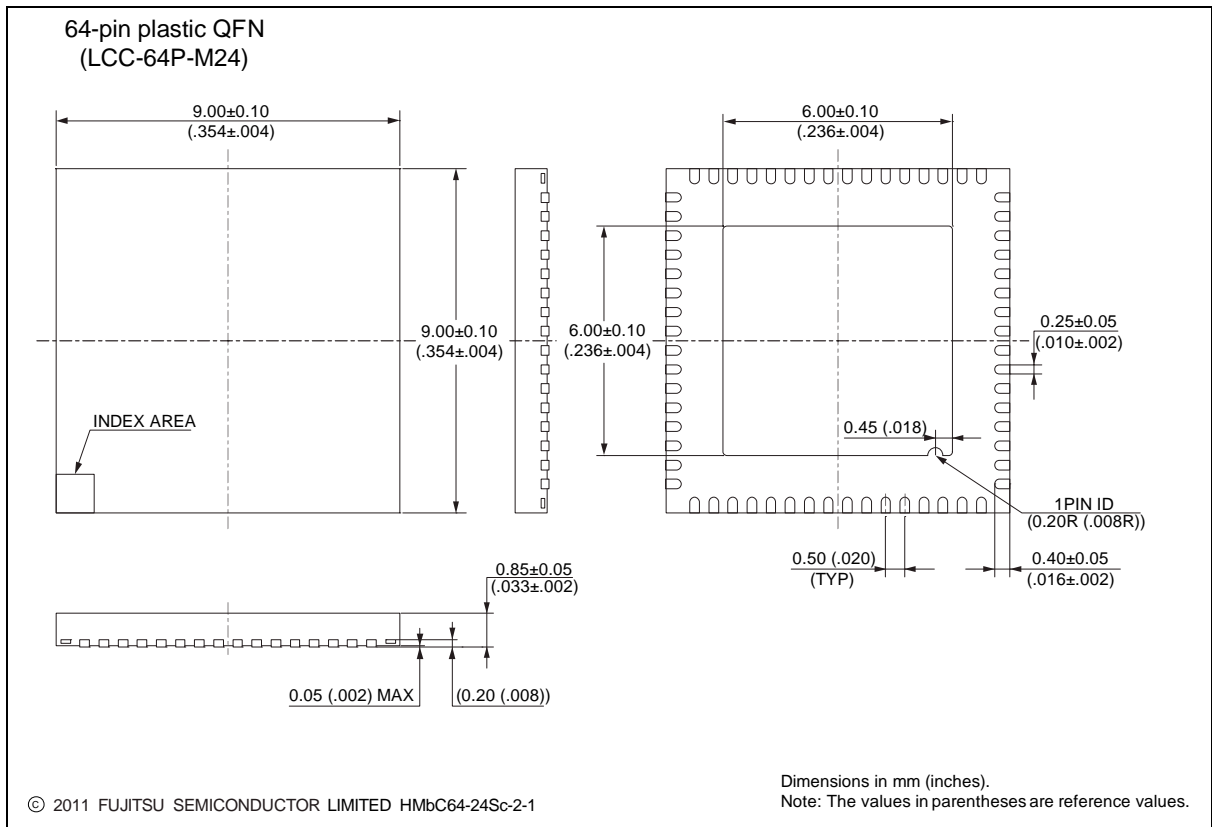 64-pin plastic QFN
(LCC-64P-M24)
9.00±0.10
(.354±.004)
6.00±0.10
(.236±.004)
9.00±0.10
(.354±.004)
6.00±0.10
(.236±.004)
0.25±0.05
(.010±.002)
INDEX AREA
0.45 (.018)
1PIN ID
(0.20R (.008R))
0.50 (.020)
(TYP)
0.40±0.05
(.016±.002)
0.85±0.05
(.033±.002)
0.05 (.002) MAX
(0.20 (.008))
Dimensions in mm (inches).
Note: The values in parentheses are reference values.
© 2011 FUJITSU SEMICONDUCTOR LIMITED HMbC64-24Sc-2-1